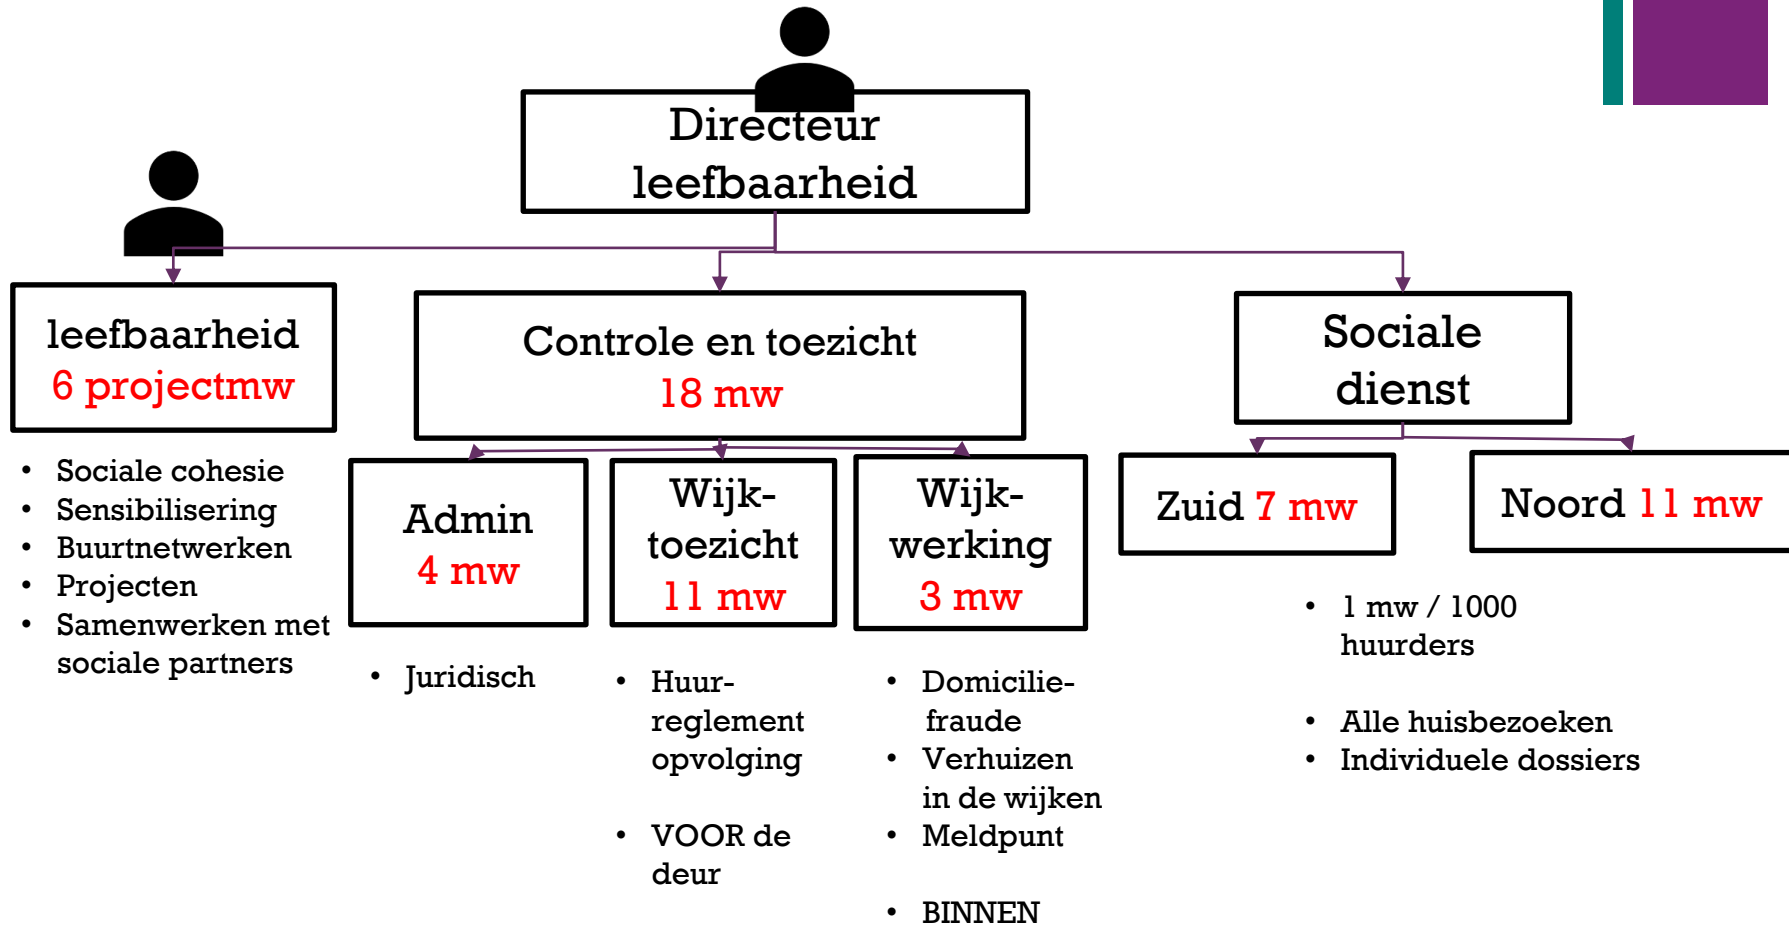 Directeur
leefbaarheid
leefbaarheid
6 projectmw
• Sociale cohesie
• Sensibilisering
• Buurtnetwerken
• Projecten
• Samenwerken met
sociale partners
Controle en toezicht
18 mw
Admin
4 mw
• Juridisch
Wijk-
toezicht
11 mw
• Huur-
reglement
opvolging
• VOOR de
deur
Wijk-
werking
3 mw
• Domicilie-
fraude
• Verhuizen
in de wijken
• Meldpunt
• BINNEN
Sociale
dienst
Zuid 7 mw
Noord 11 mw
• 1 mw / 1000
huurders
• Alle huisbezoeken
• Individuele dossiers